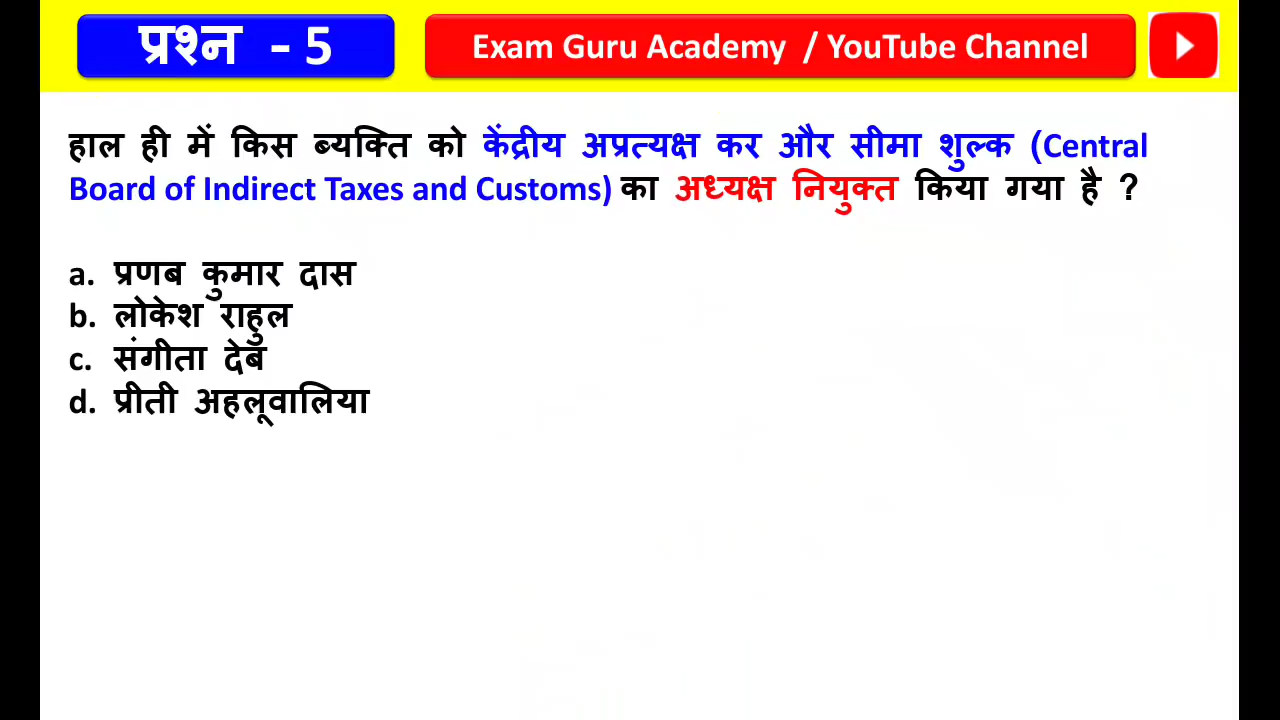 प्रश्न - 5
Exam Guru Academy / YouTube Channel
हाल ही में किस ब्यक्ति को केंद्रीय अप्रत्यक्ष कर और सीमा शुल्क (Central
Board of Indirect Taxes and Customs) का अध्यक्ष नियुक्त किया गया है ?
a. प्रणब कुमार दास
b. लोकेश राहुल
c. संगीता देब
d. प्रीती अहलूवालिया